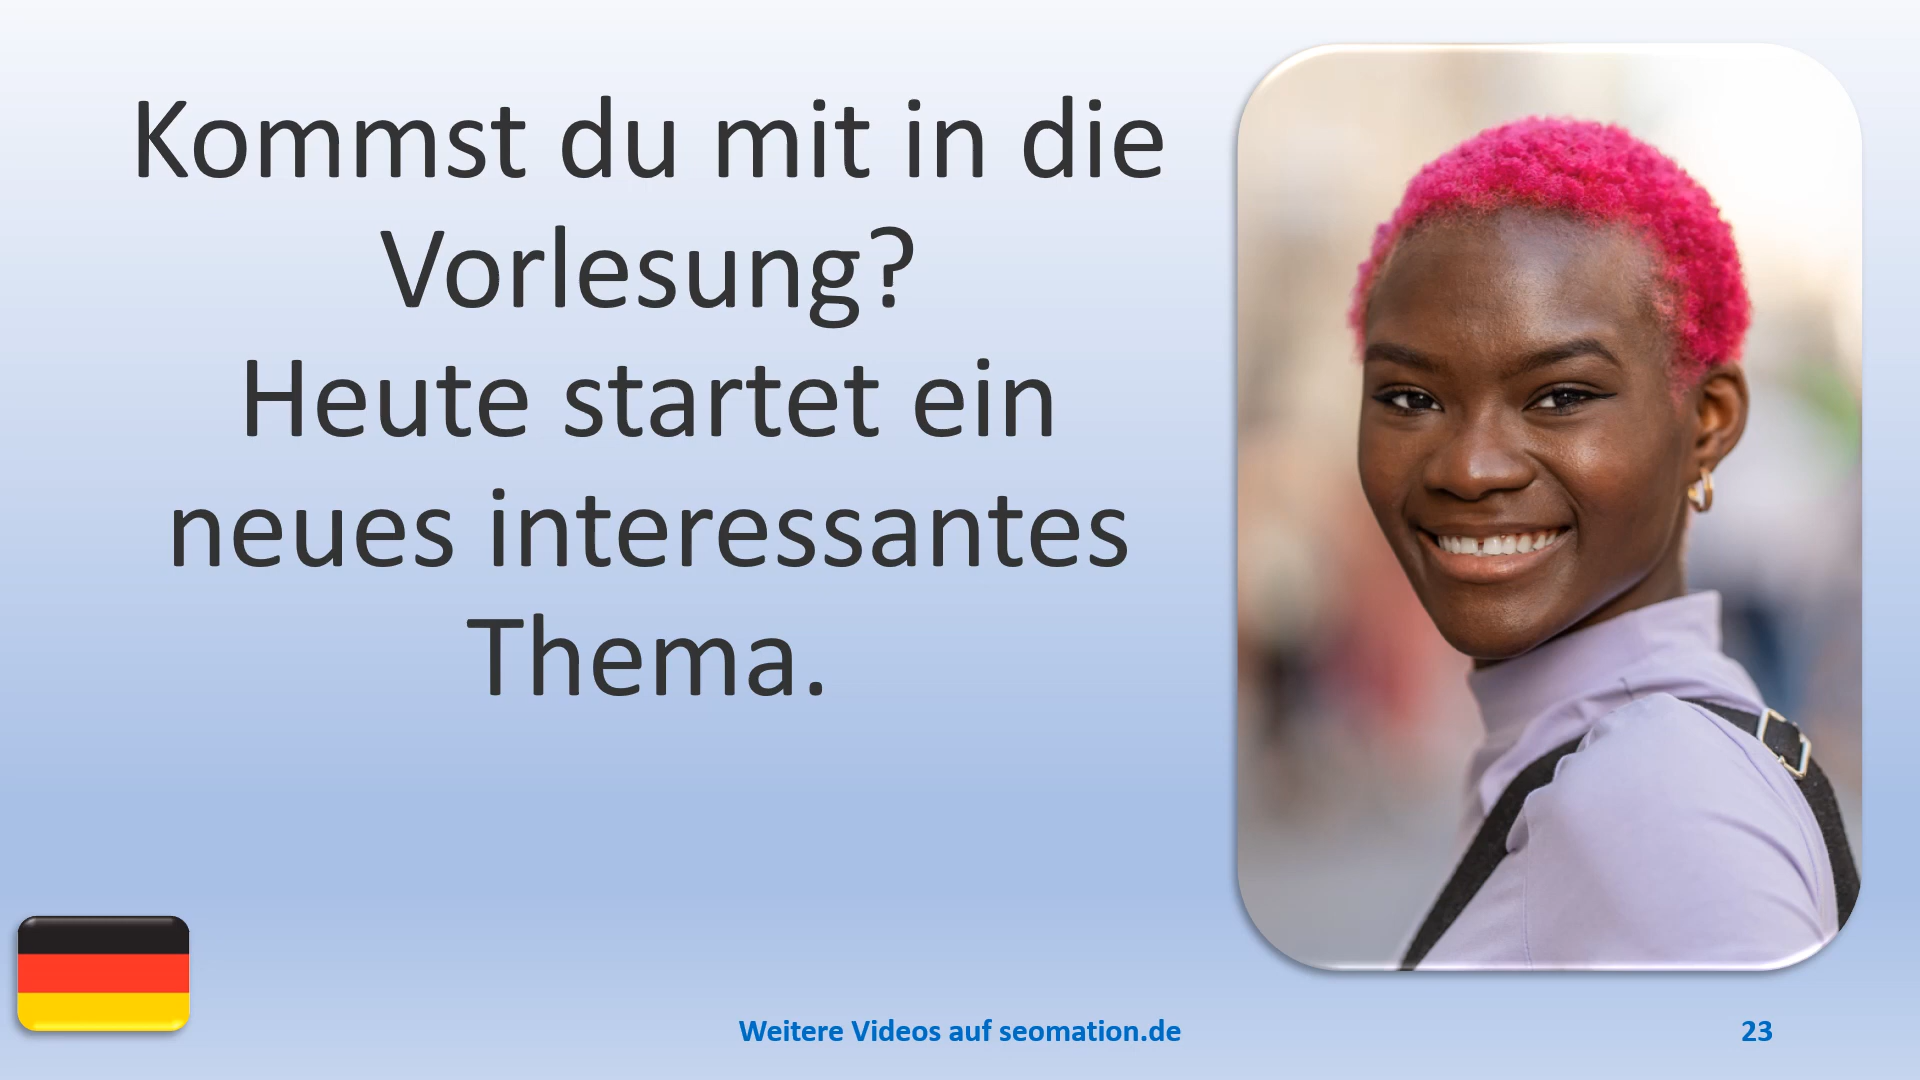 Kommst du mit in die
Vorlesung?
Heute startet ein
neues interessantes
Thema.
Weitere Videos auf seomation.de
23